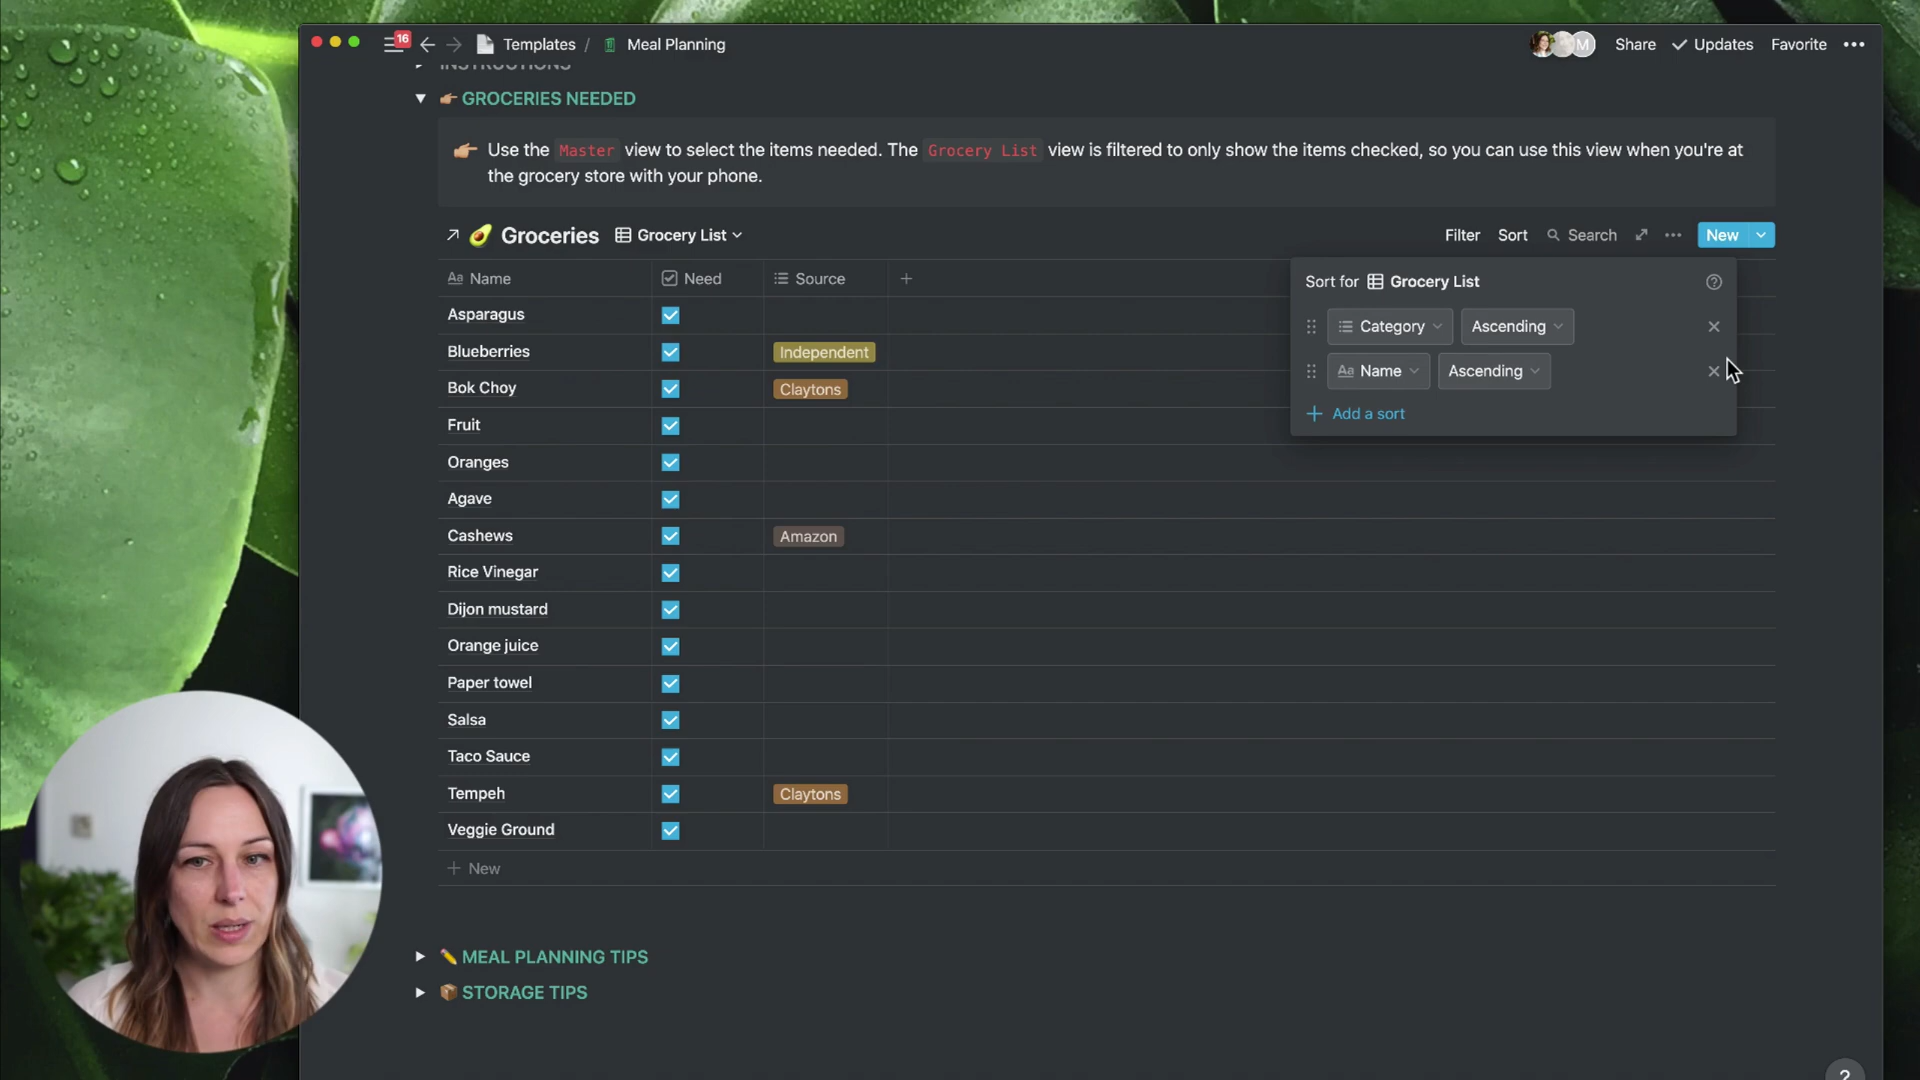 16
Templates / Meal Planning
M
Share
Updates
Favorite
INSTRUCTIONS
GROCERIES NEEDED
Use the Master view to select the items needed. The Grocery List view is filtered to only show the items checked, so you can use this view when you're at
the grocery store with your phone.
Groceries
Grocery List
Filter
Sort
Search
New
Aa Name
Need
Source
Sort for Grocery List
Category
Ascending
Aa Name
Ascending
Add a sort
Asparagus
Blueberries
Independent
Bok Choy
Claytons
Fruit
Oranges
Agave
Cashews
Amazon
Rice Vinegar
Dijon mustard
Orange juice
Paper towel
Salsa
Taco Sauce
Tempeh
Claytons
Veggie Ground
New
MEAL PLANNING TIPS
STORAGE TIPS
?